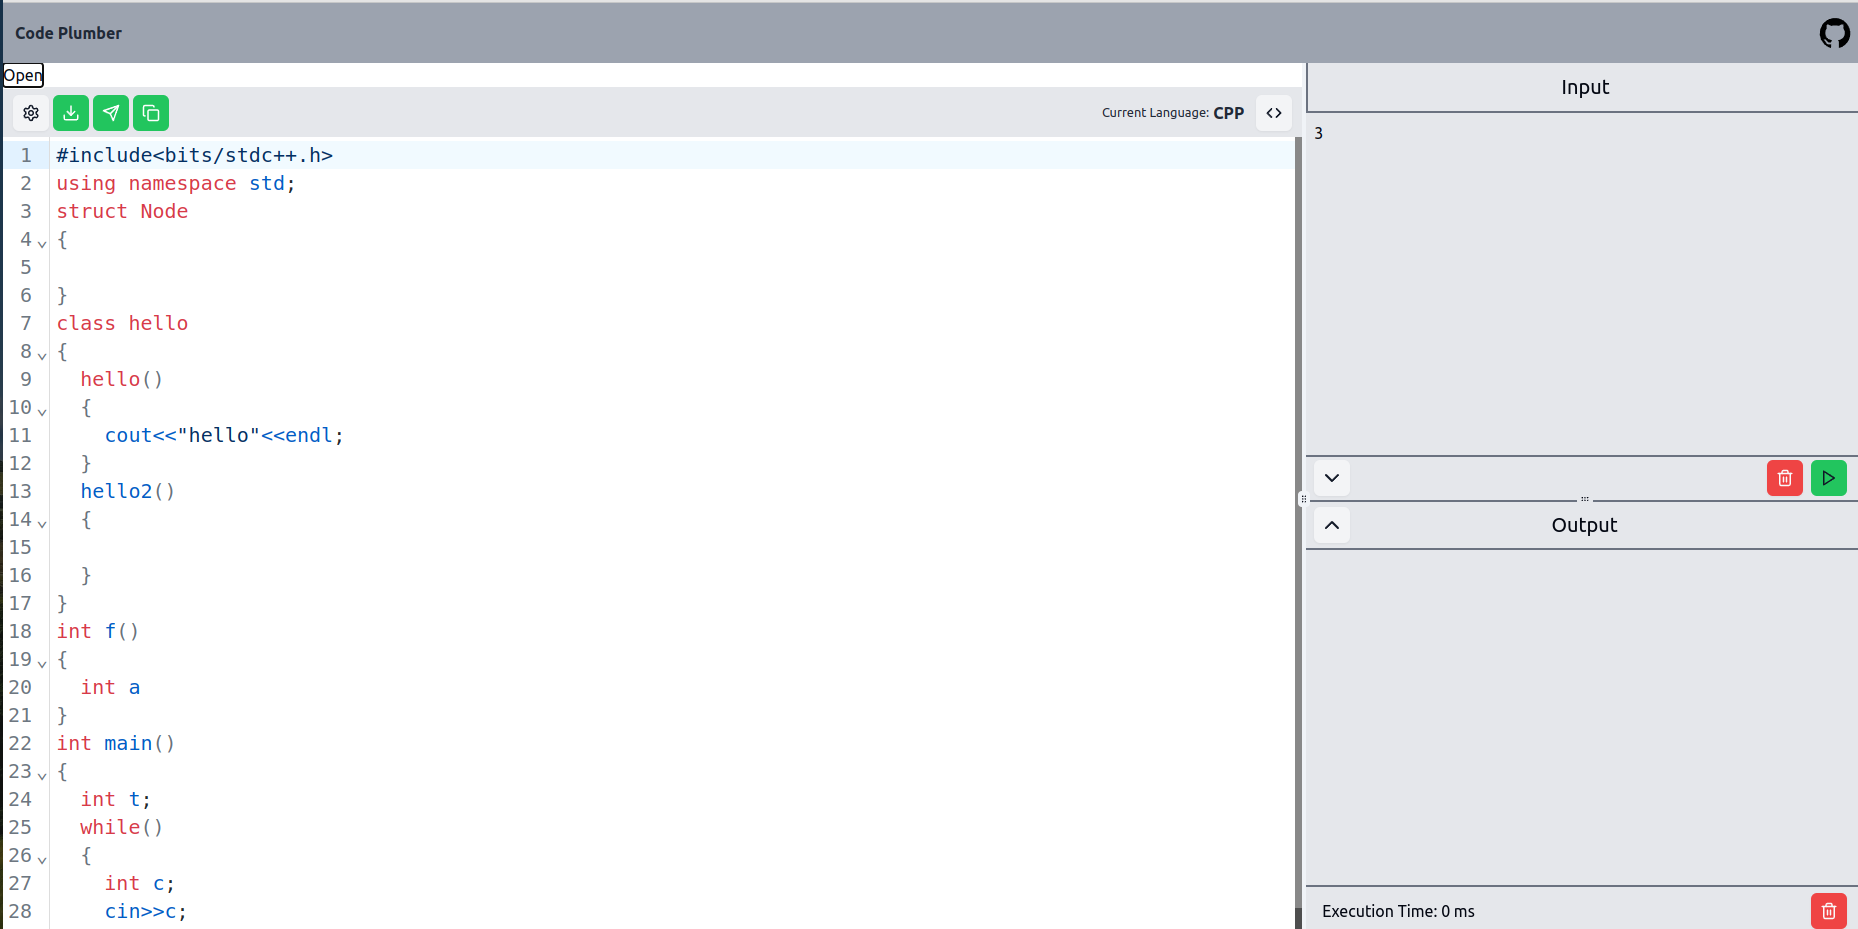 Code Plumber
Open
Current Language: CPP
1 #include<bits/stdc++.h>
2 using namespace std;
3 struct Node
4 {
5
6 }
7 class hello
8 {
9   hello()
10   {
11     cout<<"hello"<<endl;
12   }
13   hello2()
14   {
15
16   }
17 }
18 int f()
19 {
20   int a
21 }
22 int main()
23 {
24   int t;
25   while()
26   {
27     int c;
28     cin>>c;
Input
3
Output
Execution Time: 0 ms